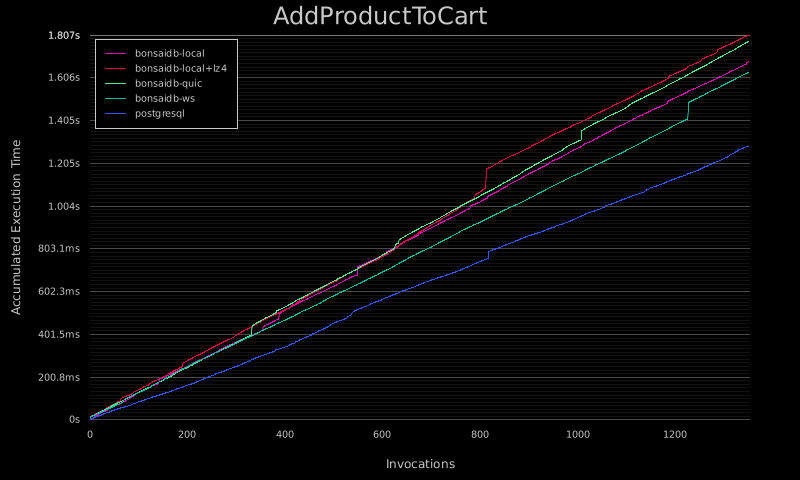 AddProductToCart
1.807s
1.606s
1.405s
1.205s
1.004s
803.1ms
602.3ms
401.5ms
200.8ms
0s
Accumulated Execution Time
bonsaidb-local
bonsaidb-local+lz4
bonsaidb-quic
bonsaidb-ws
postgresql
0 200 400 600 800 1000 1200
Invocations